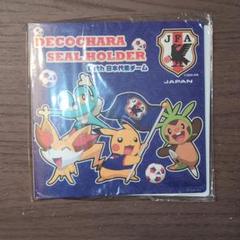 DECOCHARA
SEAL HOLDER
with 日本代表チーム
JFA
JAPAN